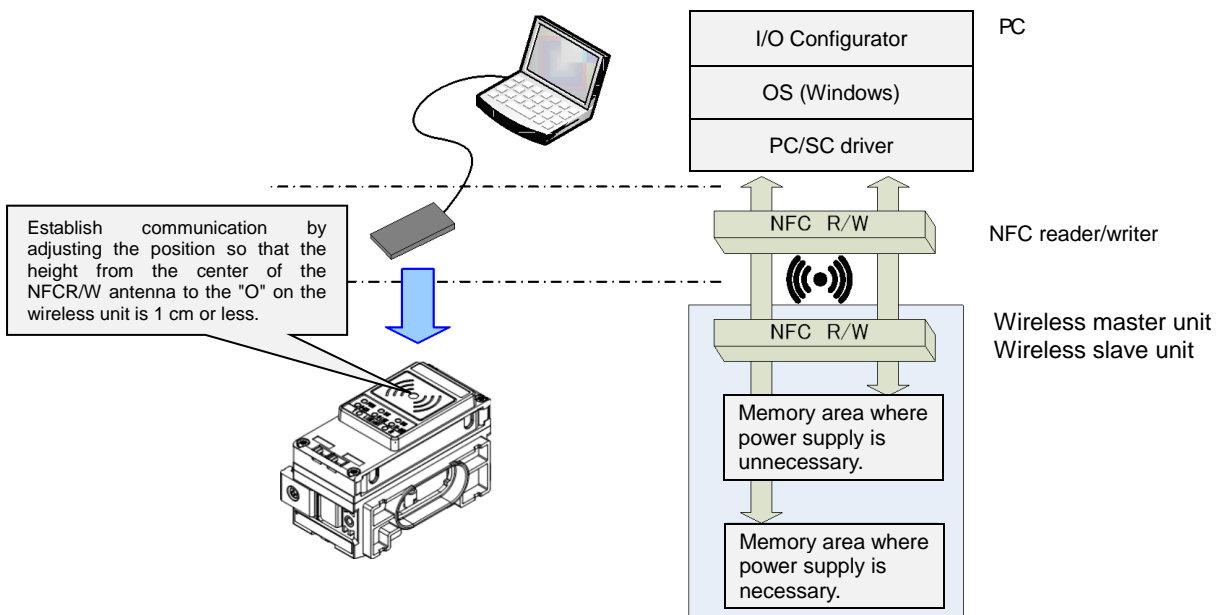 I/O Configurator
PC
OS (Windows)
PC/SC driver
Establish communication by
adjusting the position so that the
height from the center of the
NFCR/W antenna to the "O" on the
wireless unit is 1 cm or less.
NFC R/W
NFC reader/writer
NFC R/W
Wireless master unit
Wireless slave unit
Memory area where
power supply is
unnecessary.
Memory area where
power supply is
necessary.